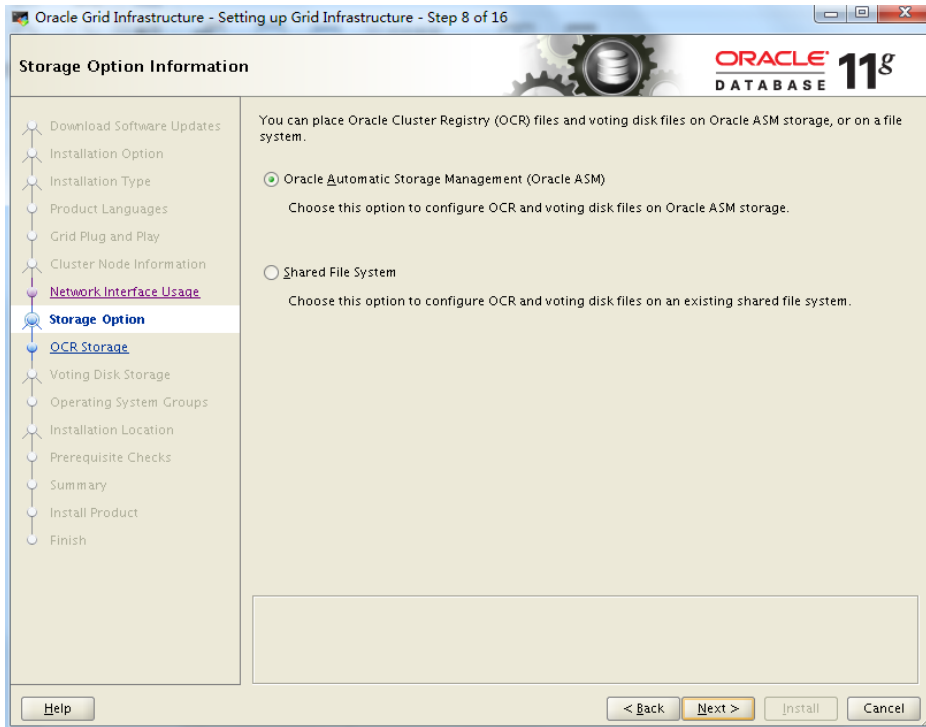 Oracle Grid Infrastructure - Setting up Grid Infrastructure - Step 8 of 16
Storage Option Information
ORACLE
DATABASE
11g
Download Software Updates
Installation Option
Installation Type
Product Languages
Grid Plug and Play
Cluster Node Information
Network Interface Usage
Storage Option
OCR Storage
Voting Disk Storage
Operating System Groups
Installation Location
Prerequisite Checks
Summary
Install Product
Finish
You can place Oracle Cluster Registry (OCR) files and voting disk files on Oracle ASM storage, or on a file
system.
Oracle Automatic Storage Management (Oracle ASM)
Choose this option to configure OCR and voting disk files on Oracle ASM storage.
Shared File System
Choose this option to configure OCR and voting disk files on an existing shared file system.
Help
< Back
Next >
Install
Cancel